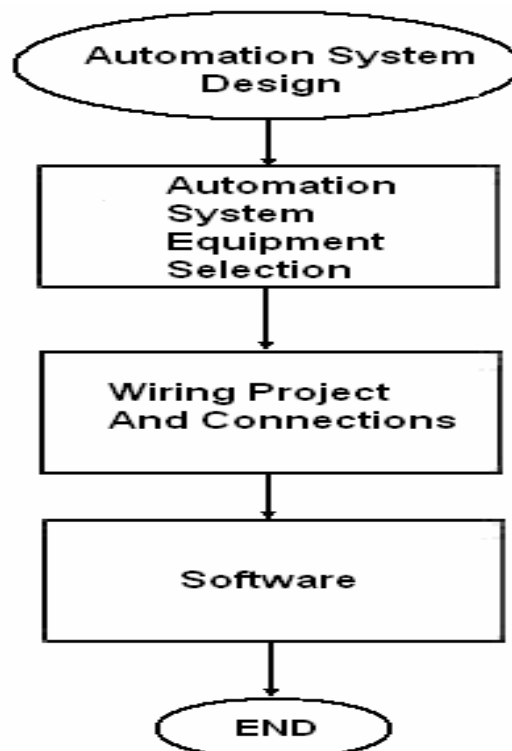 Automation System
Design
Automation
System
Equipment
Selection
Wiring Project
And Connections
Software
END